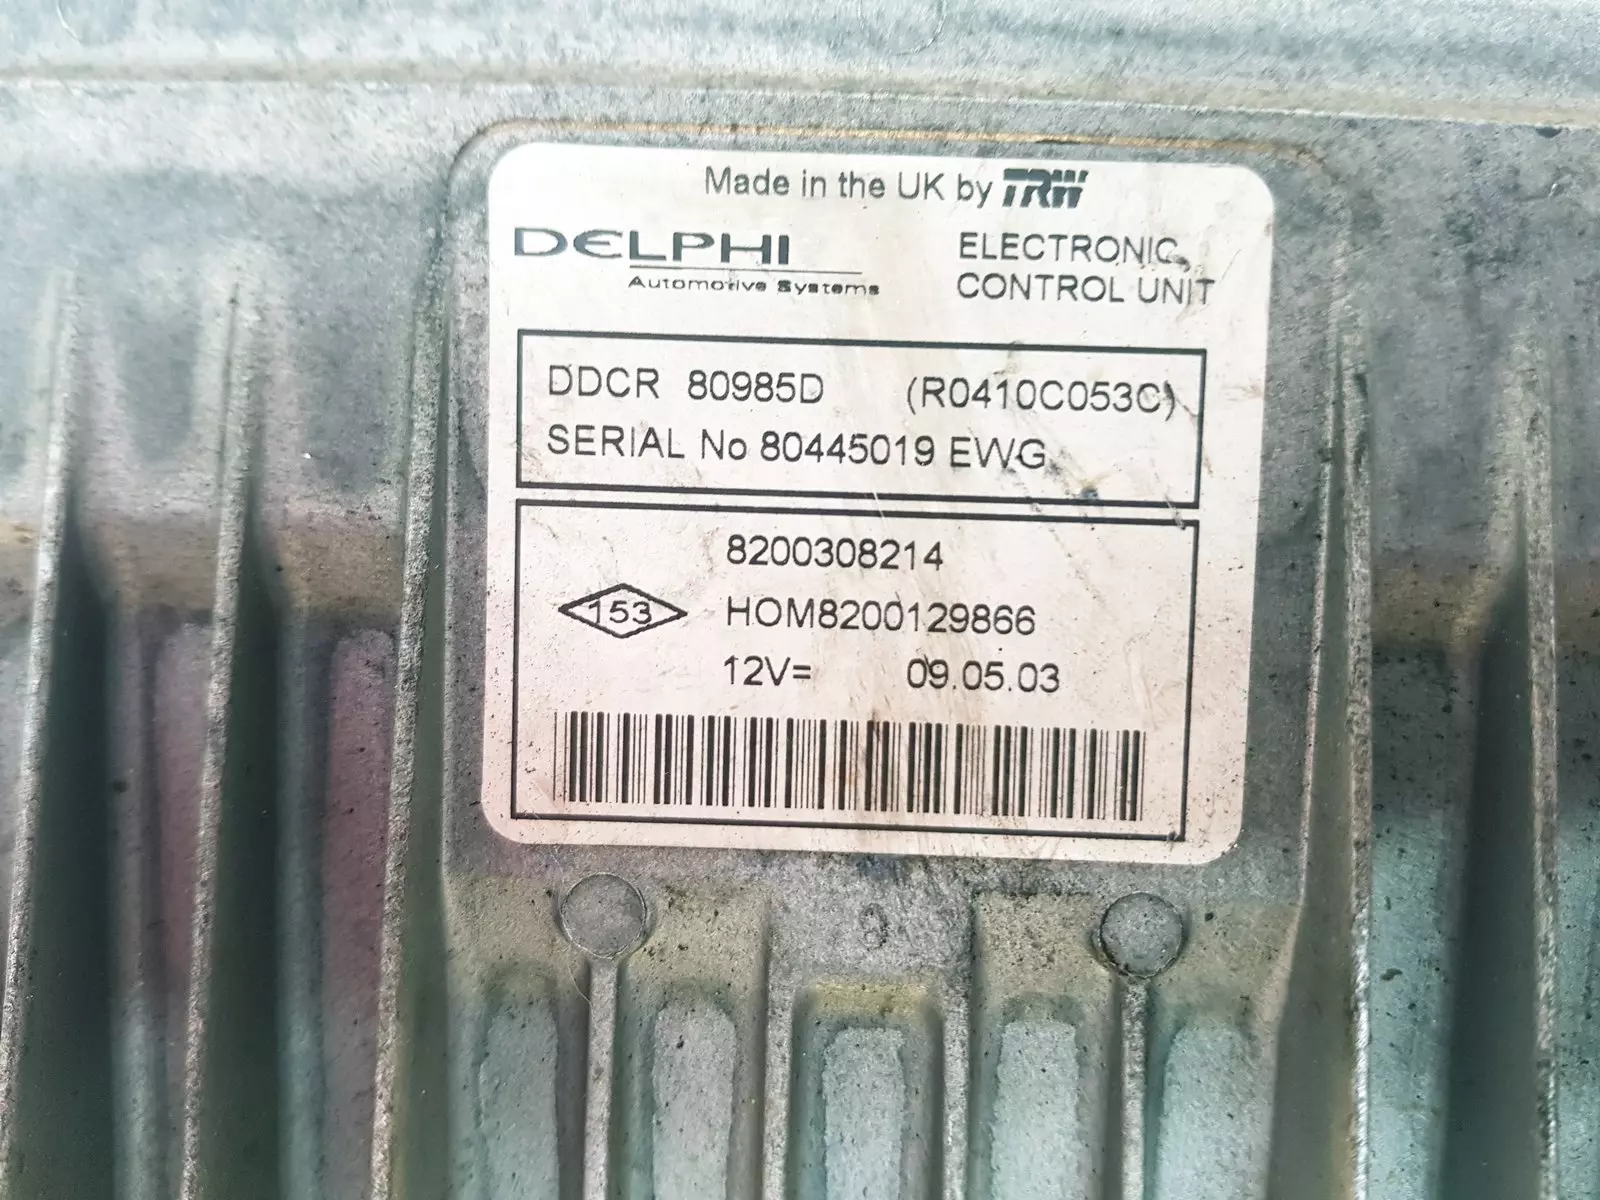 Made in the UK by TRW
DELPHI
Automotive Systems
ELECTRONIC
CONTROL UNIT
DDCR 80985D (R0410C053C)
SERIAL No 80445019 EWG
8200308214
153 HOM8200129866
12V= 09.05.03